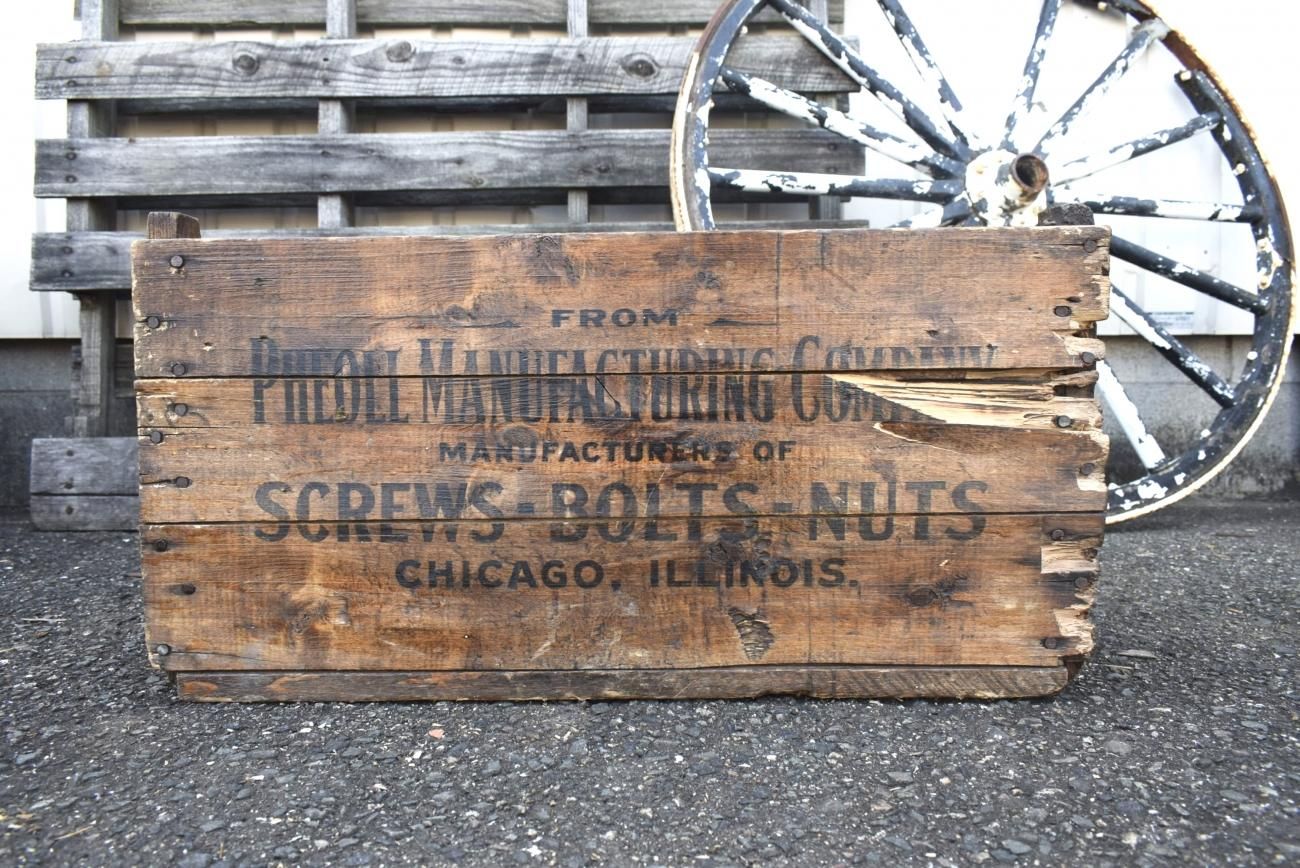 FROM
PHEOLL MANUFACTURING COMPANY
MANUFACTURERS OF
SCREWS-BOLTS-NUTS
CHICAGO, ILLINOIS.